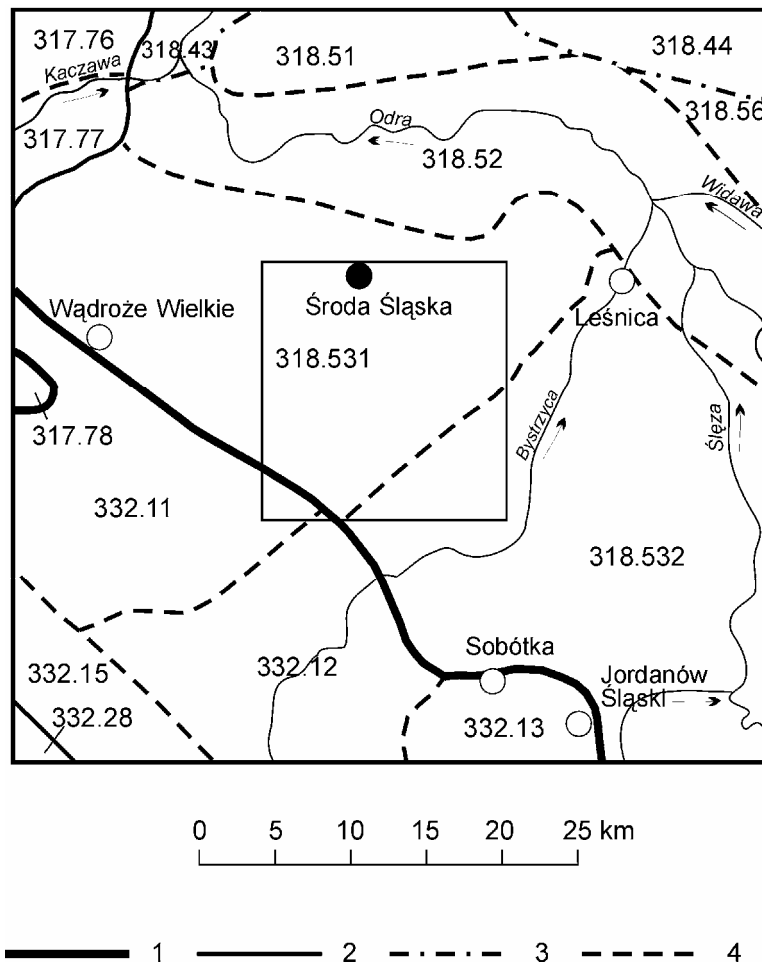 317.76
318.43
318.51
318.44
Kaczawa
318.56
317.77
Odra
318.52
Widawa
Wądroże Wielkie
Środa Śląska
Leśnica
318.531
317.78
Bystrzyca
Ślęza
332.11
318.532
Sobótka
332.12
332.15
Jordanów
Śląski
332.28
332.13
0 5 10 15 20 25 km
1 2 3 4